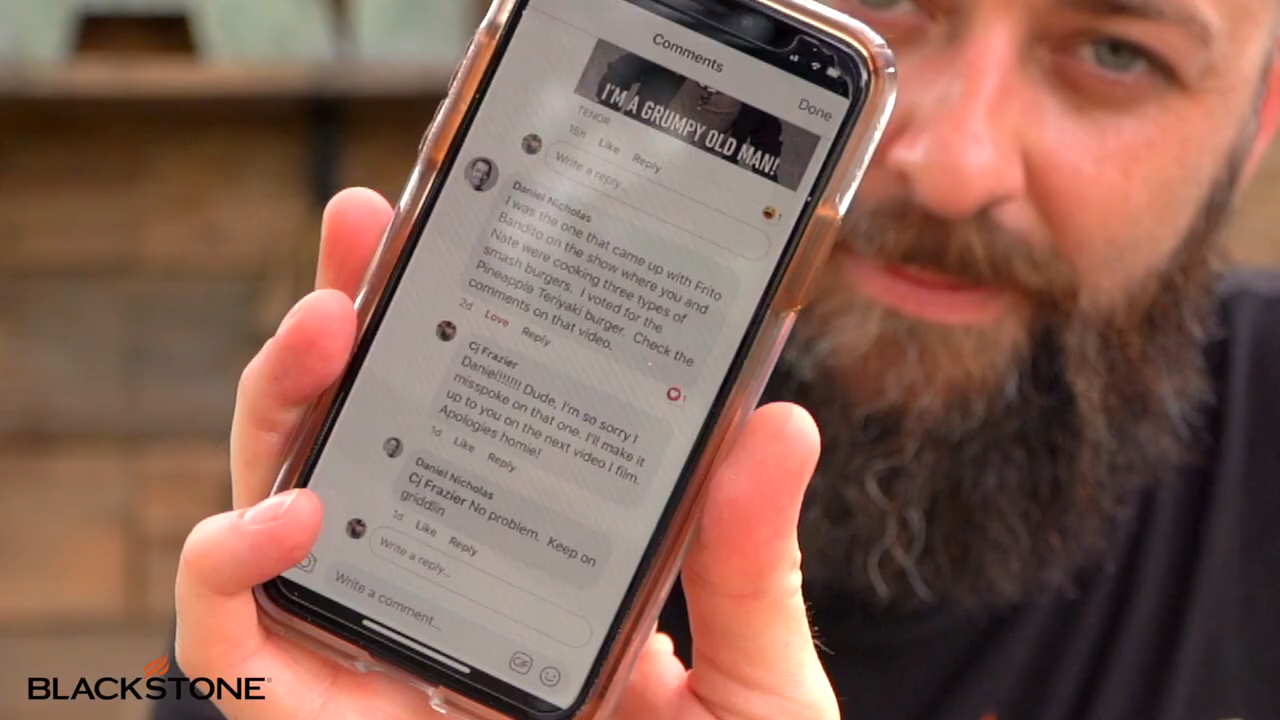 Comments
Done
I'M A GRUMPY OLD MAN!
TENOR
15h Like Reply
Write a reply...
1
Daniel Nicholas
I was the one that came up with Frito
Bandito on the show where you and
Nate were cooking three types of
smash burgers. I voted for the
Pineapple Teriyaki burger. Check the
comments on that video.
2d Love Reply
1
Cj Frazier
Daniel!!!!!! Dude, I'm so sorry I
misspoke on that one. I'll make it
up to you on the next video I film.
Apologies homie!
1d Like Reply
Daniel Nicholas
Cj Frazier No problem. Keep on
griddlin
1d Like Reply
Write a reply...
Write a comment...
GIF
BLACKSTONE